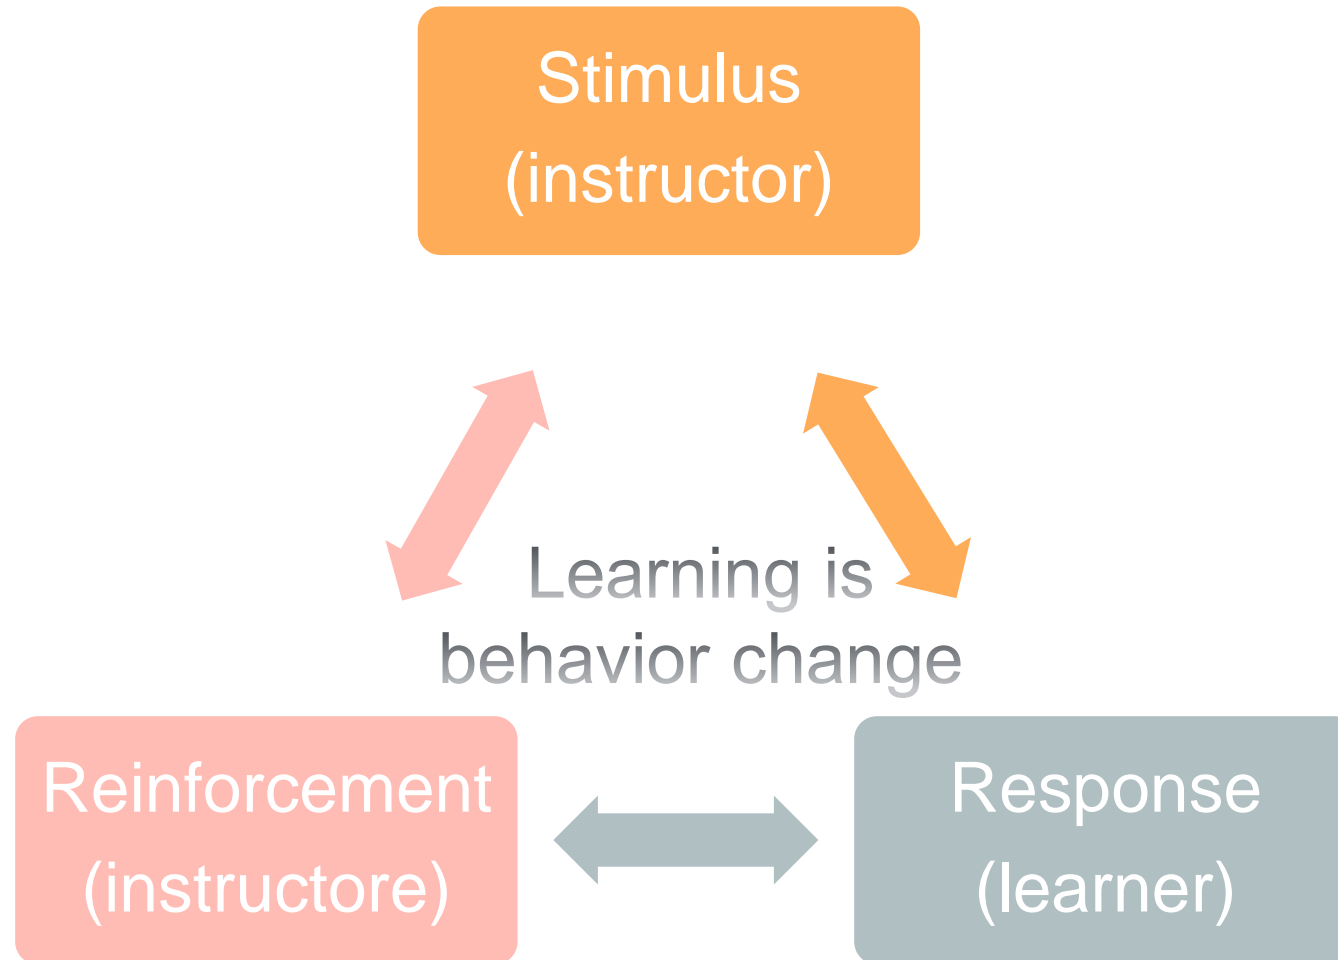 Stimulus
(instructor)
Learning is
behavior change
Reinforcement
(instructore)
Response
(learner)